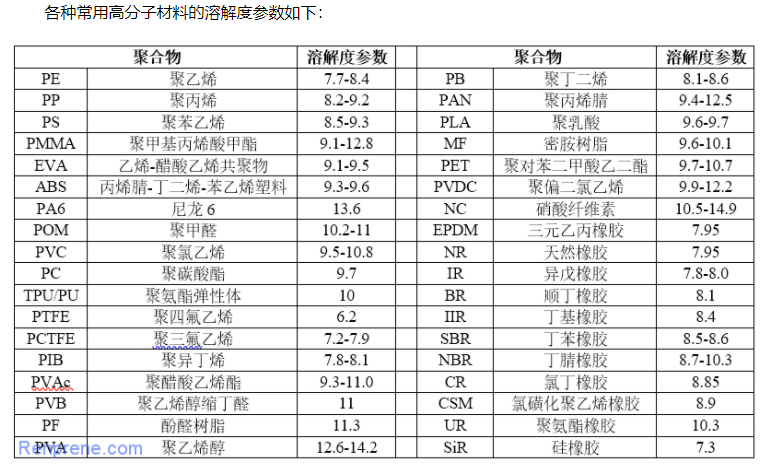 各种常用高分子材料的溶解度参数如下：
聚合物 溶解度参数 聚合物 溶解度参数
PE 聚乙烯 7.7-8.4 PB 聚丁二烯 8.1-8.6
PP 聚丙烯 8.2-9.2 PAN 聚丙烯腈 9.4-12.5
PS 聚苯乙烯 8.5-9.3 PLA 聚乳酸 9.6-9.7
PMMA 聚甲基丙烯酸甲酯 9.1-12.8 MF 密胺树脂 9.6-10.1
EVA 乙烯-醋酸乙烯共聚物 9.1-9.5 PET 聚对苯二甲酸乙二酯 9.7-10.7
ABS 丙烯腈-丁二烯-苯乙烯塑料 9.3-9.6 PVDC 聚偏二氯乙烯 9.9-12.2
PA6 尼龙 6 13.6 NC 硝酸纤维素 10.5-14.9
POM 聚甲醛 10.2-11 EPDM 三元乙丙橡胶 7.95
PVC 聚氯乙烯 9.5-10.8 NR 天然橡胶 7.95
PC 聚碳酸酯 9.7 IR 异戊橡胶 7.8-8.0
TPU/PU 聚氨酯弹性体 10 BR 顺丁橡胶 8.1
PTFE 聚四氟乙烯 6.2 IIR 丁基橡胶 8.4
PCTFE 聚三氟乙烯 7.2-7.9 SBR 丁苯橡胶 8.5-8.6
PIB 聚异丁烯 7.8-8.1 NBR 丁腈橡胶 8.7-10.3
PVAc 聚醋酸乙烯酯 9.3-11.0 CR 氯丁橡胶 8.85
PVB 聚乙烯醇缩丁醛 11 CSM 氯磺化聚乙烯橡胶 8.9
PF 酚醛树脂 11.3 UR 聚氨酯橡胶 10.3
PVA 聚乙烯醇 12.6-14.2 SiR 硅橡胶 7.3